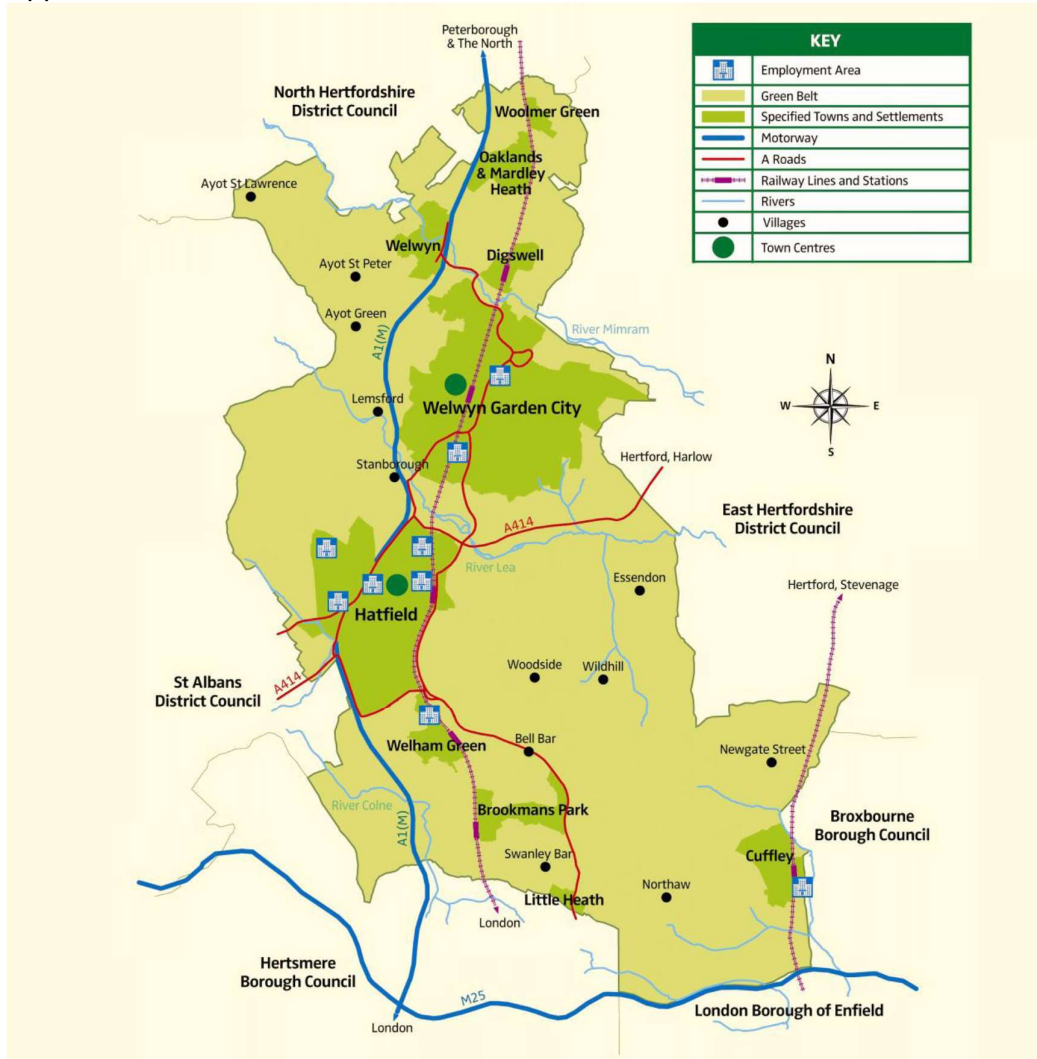 Peterborough
& The North
KEY
Employment Area
Green Belt
Specified Towns and Settlements
Motorway
A Roads
Railway Lines and Stations
Rivers
Villages
Town Centres
North Hertfordshire
District Council
Woolmer Green
Oaklands
& Mardley
Heath
Ayot St Lawrence
Welwyn
Digswell
Ayot St Peter
Ayot Green
A1(M)
River Mimram
N
W
E
S
Lemsford
Welwyn Garden City
Stanborough
Hertford, Harlow
A414
East Hertfordshire
District Council
River Lea
Essendon
Hertford, Stevenage
Hatfield
Woodside
Wildhill
St Albans
District Council
A414
Welham Green
Bell Bar
Newgate Street
River Colne
A1(M)
Brookmans Park
Broxbourne
Borough Council
Swanley Bar
Cuffley
Little Heath
Northaw
London
Hertsmere
Borough Council
M25
London
London Borough of Enfield